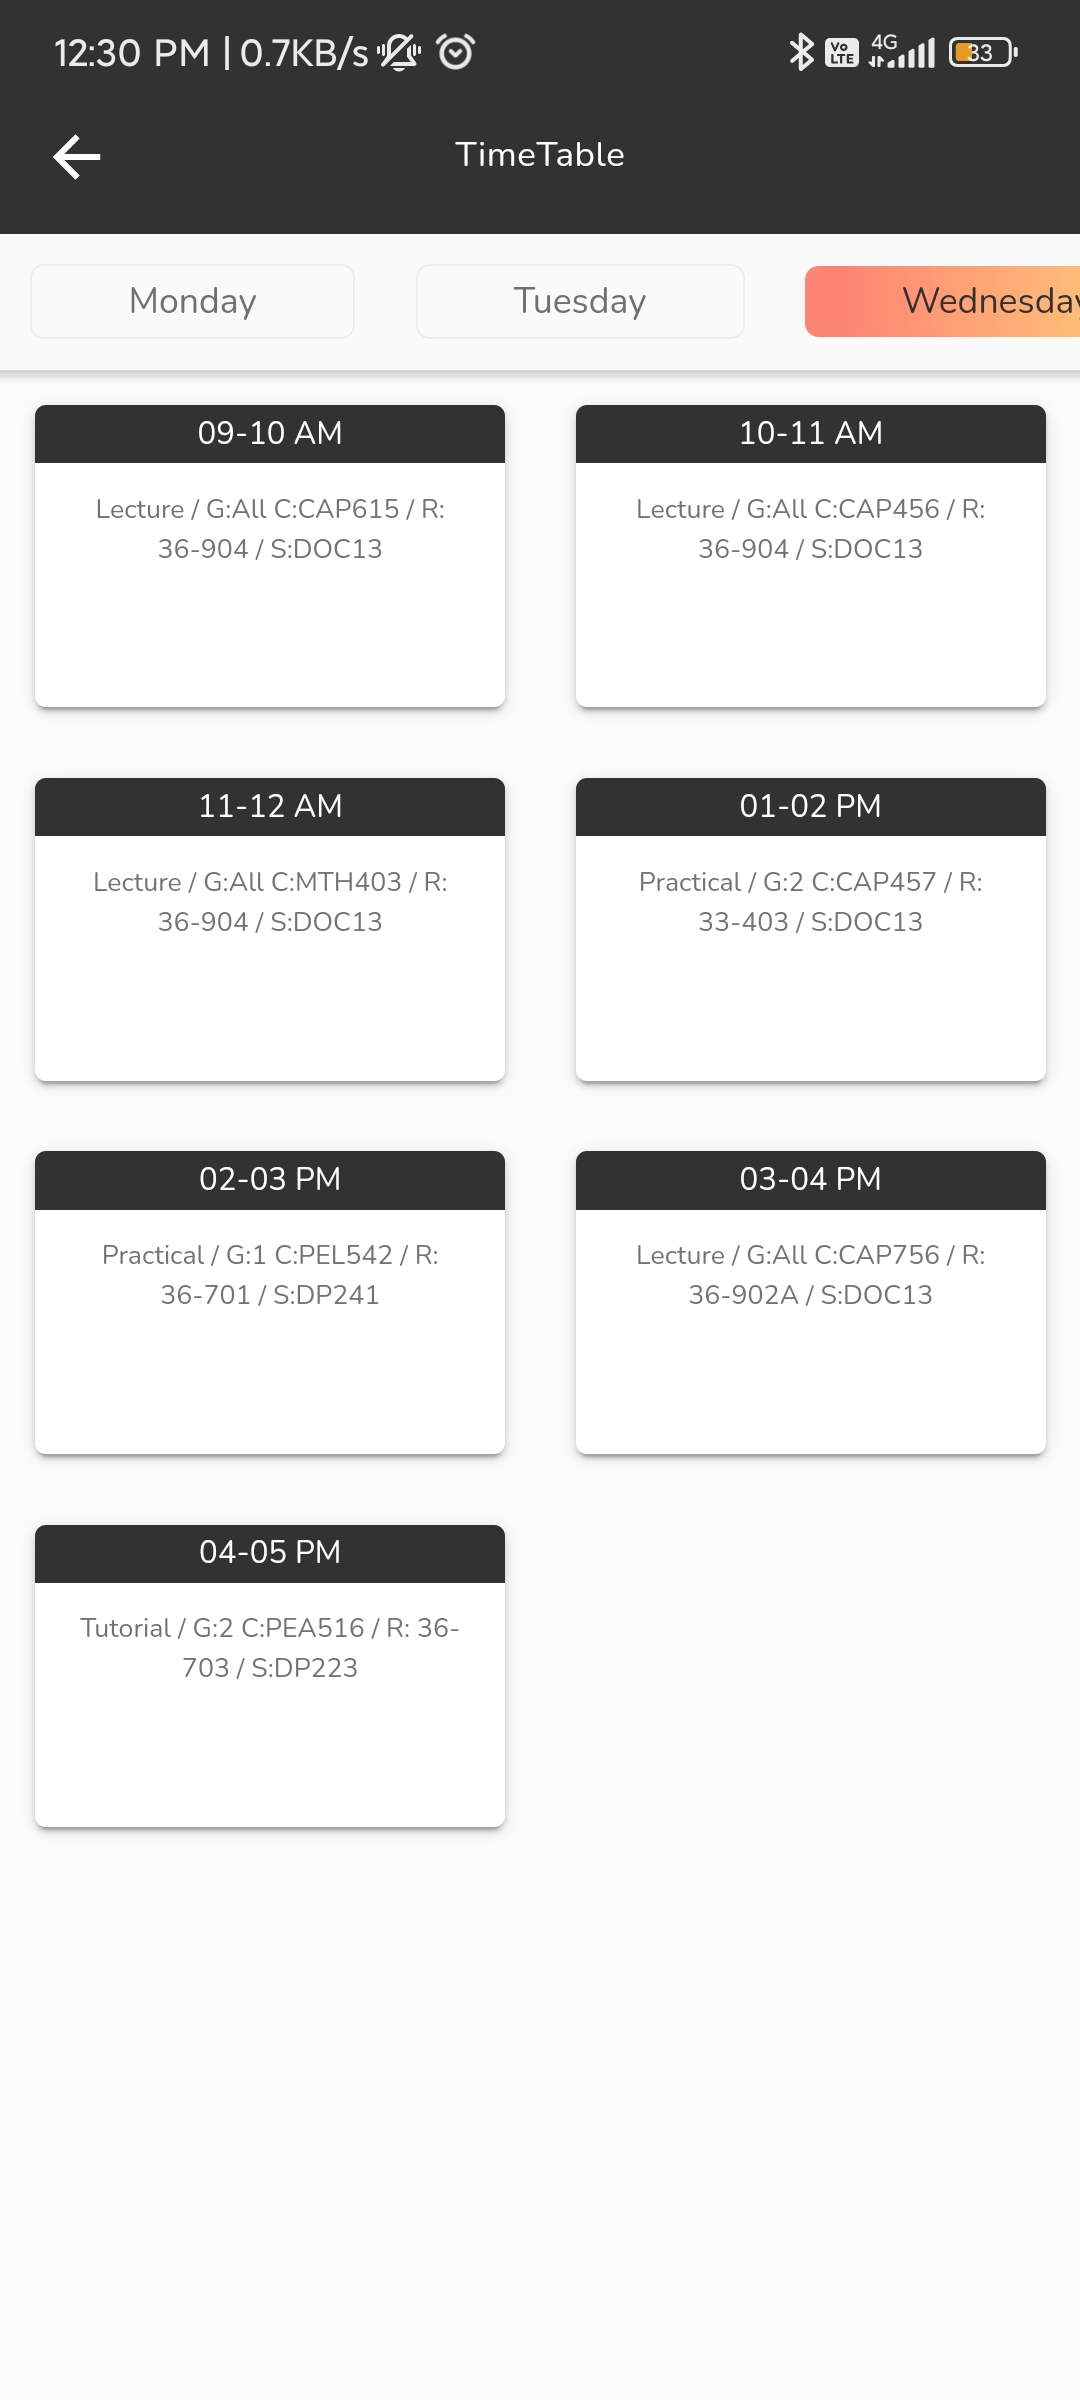 12:30 PM | 0.7KB/s Vo LTE 4G 33
TimeTable
Monday Tuesday Wednesday
09-10 AM
Lecture / G:All C:CAP615 / R:
36-904 / S:DOC13
10-11 AM
Lecture / G:All C:CAP456 / R:
36-904 / S:DOC13
11-12 AM
Lecture / G:All C:MTH403 / R:
36-904 / S:DOC13
01-02 PM
Practical / G:2 C:CAP457 / R:
33-403 / S:DOC13
02-03 PM
Practical / G:1 C:PEL542 / R:
36-701 / S:DP241
03-04 PM
Lecture / G:All C:CAP756 / R:
36-902A / S:DOC13
04-05 PM
Tutorial / G:2 C:PEA516 / R: 36-
703 / S:DP223